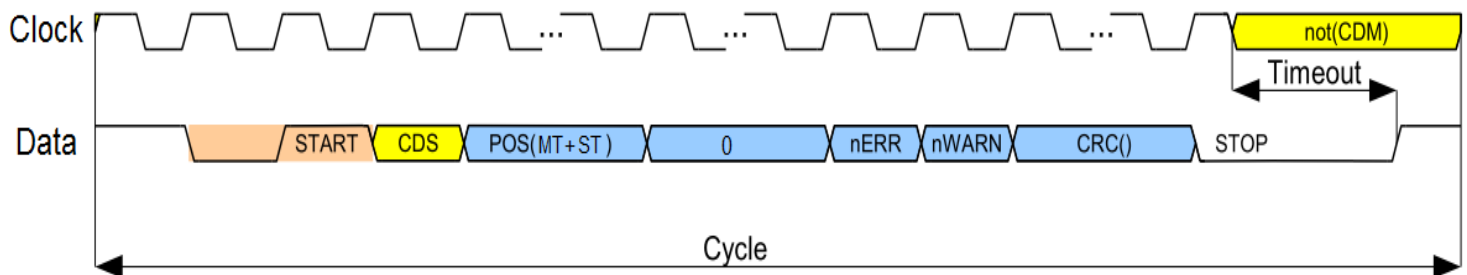 Clock ... ... ... not(CDM)
Timeout
Data START CDS POS(MT+ST) 0 nERR nWARN CRC() STOP
Cycle